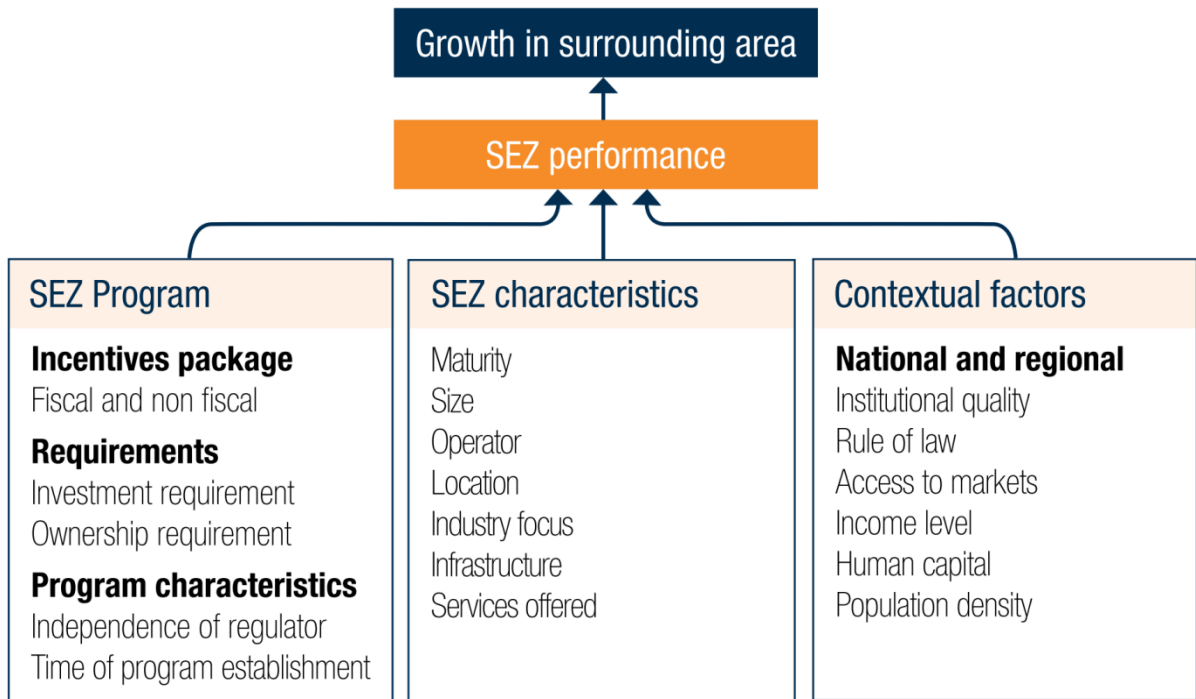 Growth in surrounding area
SEZ performance
SEZ Program
Incentives package
Fiscal and non fiscal
Requirements
Investment requirement
Ownership requirement
Program characteristics
Independence of regulator
Time of program establishment
SEZ characteristics
Maturity
Size
Operator
Location
Industry focus
Infrastructure
Services offered
Contextual factors
National and regional
Institutional quality
Rule of law
Access to markets
Income level
Human capital
Population density